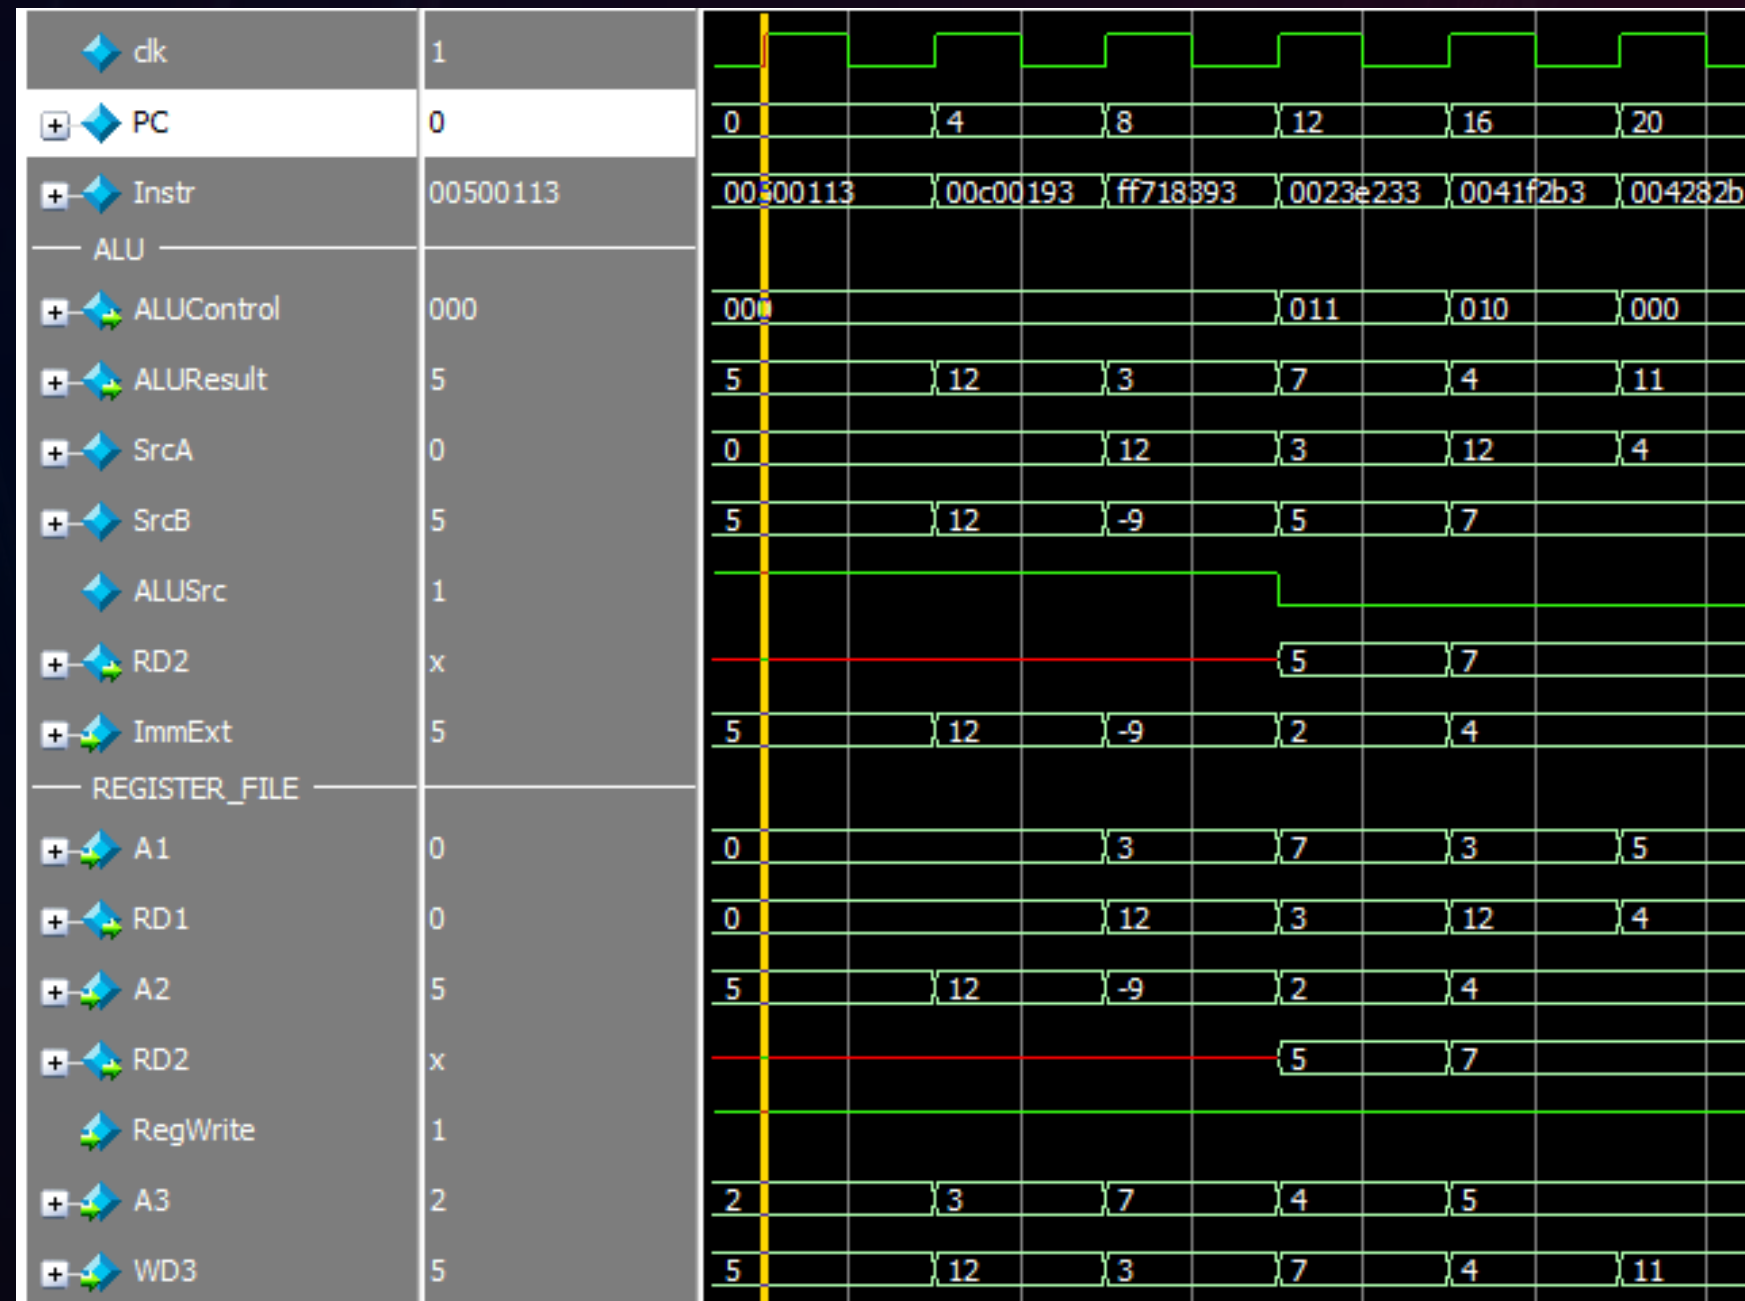 clk 1
PC 0 0 4 8 12 16 20
Instr 00500113 00500113 00c00193 ff718393 0023e233 0041f2b3 004282b
ALU
ALUControl 000 000 011 010 000
ALUResult 5 5 12 3 7 4 11
SrcA 0 0 12 3 12 4
SrcB 5 5 12 -9 5 7
ALUSrc 1
RD2 x 5 7
ImmExt 5 5 12 -9 2 4
REGISTER_FILE
A1 0 0 3 7 3 5
RD1 0 0 12 3 12 4
A2 5 5 12 -9 2 4
RD2 x 5 7
RegWrite 1
A3 2 2 3 7 4 5
WD3 5 5 12 3 7 4 11